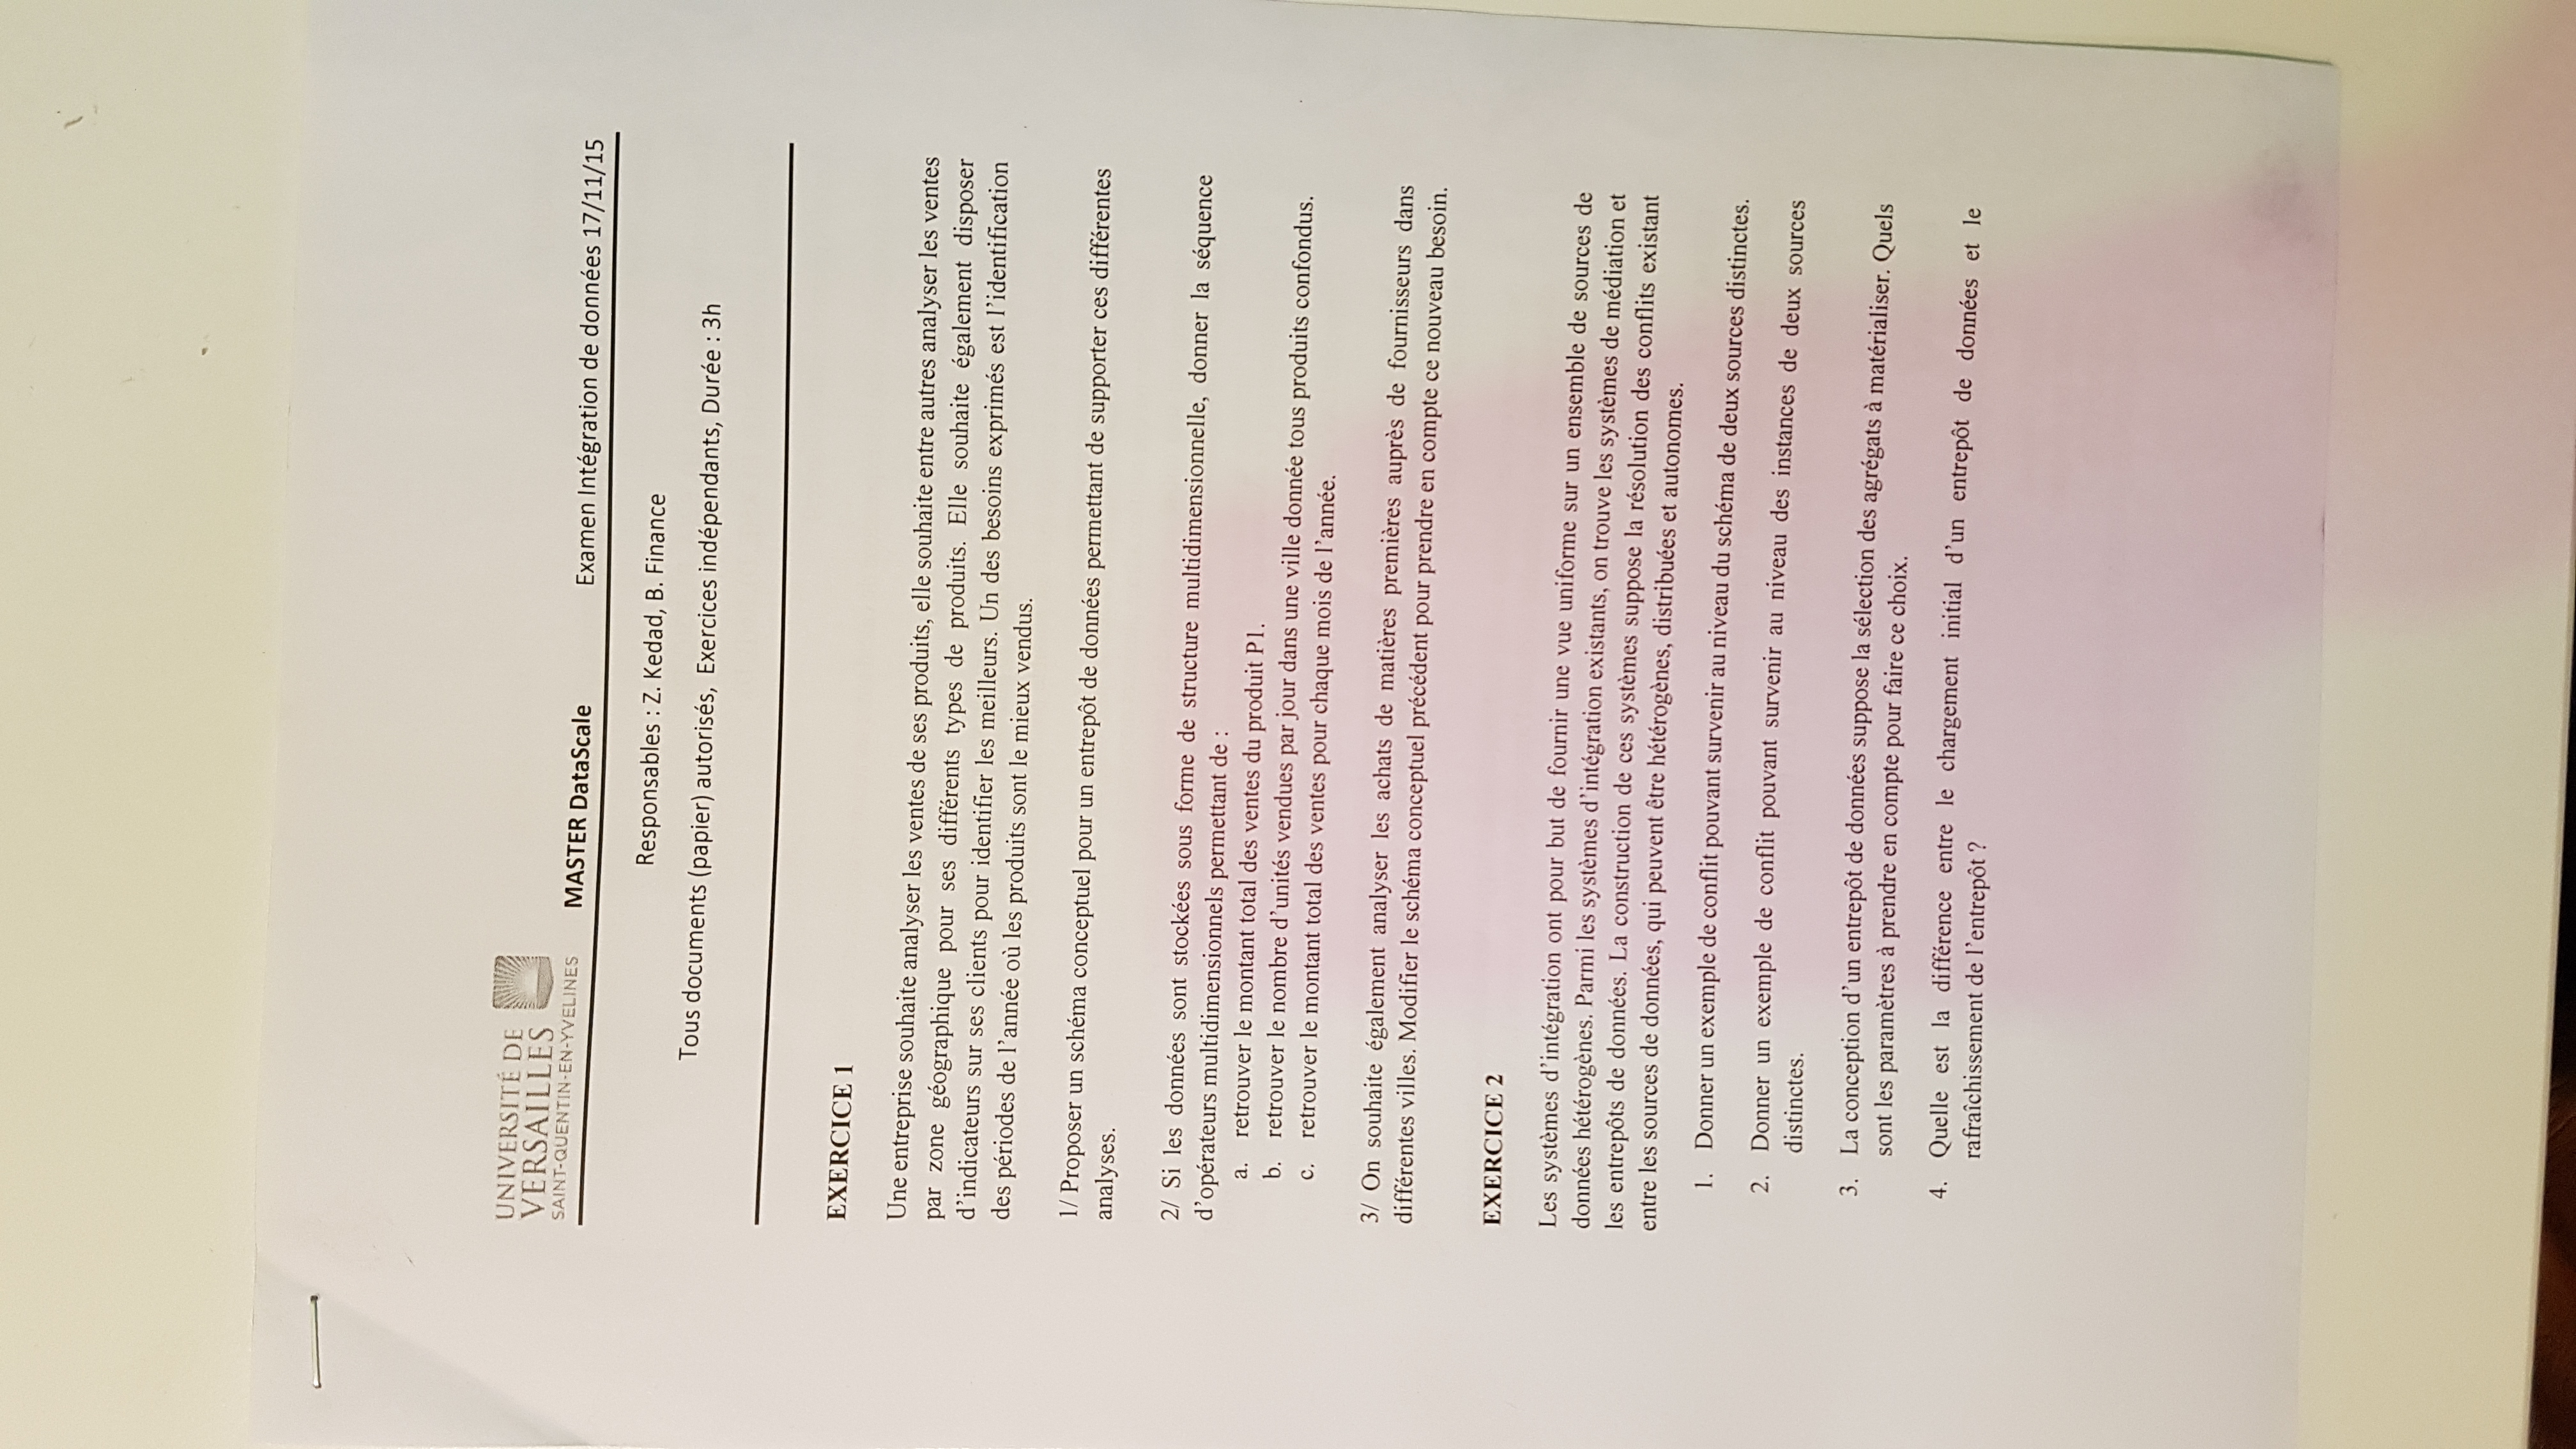 UNIVERSITÉ DE
VERSAILLES
SAINT-QUENTIN-EN-YVELINES
MASTER DataScale
Examen Intégration de données 17/11/15
Responsables : Z. Kedad, B. Finance
Tous documents (papier) autorisés, Exercices indépendants, Durée : 3h
EXERCICE 1
Une entreprise souhaite analyser les ventes de ses produits, elle souhaite entre autres analyser les ventes
par zone géographique pour ses différents types de produits. Elle souhaite également disposer
d'indicateurs sur ses clients pour identifier les meilleurs. Un des besoins exprimés est l'identification
des périodes de l'année où les produits sont le mieux vendus.
1/ Proposer un schéma conceptuel pour un entrepôt de données permettant de supporter ces différentes
analyses.
2/ Si les données sont stockées sous forme de structure multidimensionnelle, donner la séquence
d'opérateurs multidimensionnels permettant de :
a. retrouver le montant total des ventes du produit P1.
b. retrouver le nombre d'unités vendues par jour dans une ville donnée tous produits confondus.
c. retrouver le montant total des ventes pour chaque mois de l'année.
3/ On souhaite également analyser les achats de matières premières auprès de fournisseurs dans
différentes villes. Modifier le schéma conceptuel précédent pour prendre en compte ce nouveau besoin.
EXERCICE 2
Les systèmes d'intégration ont pour but de fournir une vue uniforme sur un ensemble de sources de
données hétérogènes. Parmi les systèmes d'intégration existants, on trouve les systèmes de médiation et
les entrepôts de données. La construction de ces systèmes suppose la résolution des conflits existant
entre les sources de données, qui peuvent être hétérogènes, distribuées et autonomes.
1. Donner un exemple de conflit pouvant survenir au niveau du schéma de deux sources distinctes.
2. Donner un exemple de conflit pouvant survenir au niveau des instances de deux sources
distinctes.
3. La conception d'un entrepôt de données suppose la sélection des agrégats à matérialiser. Quels
sont les paramètres à prendre en compte pour faire ce choix.
4. Quelle est la différence entre le chargement initial d'un entrepôt de données et le
rafraîchissement de l'entrepôt ?